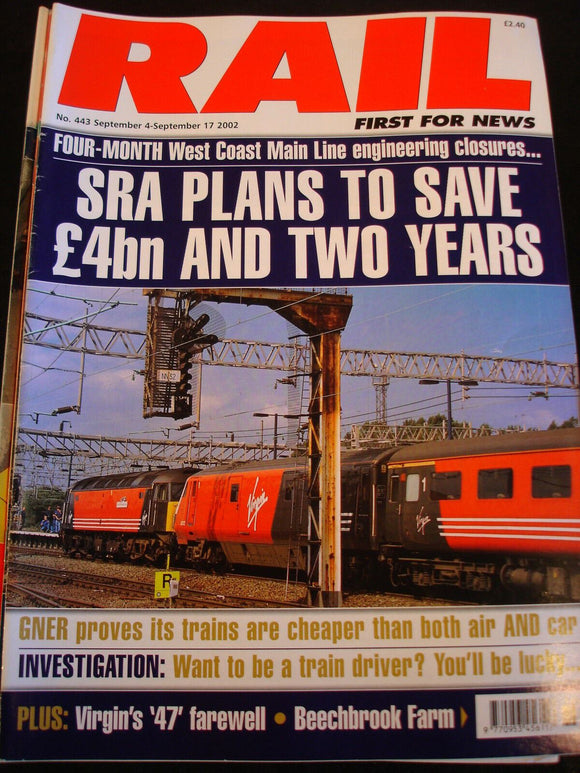 RAIL
£2.40
No. 443 September 4-September 17 2002
FIRST FOR NEWS
FOUR-MONTH West Coast Main Line engineering closures...
SRA PLANS TO SAVE
£4bn AND TWO YEARS
NN 52
Virgin
1
Virgin
R
GNER proves its trains are cheaper than both air AND car
INVESTIGATION: Want to be a train driver? You'll be lucky...
PLUS: Virgin's '47' farewell • Beechbrook Farm